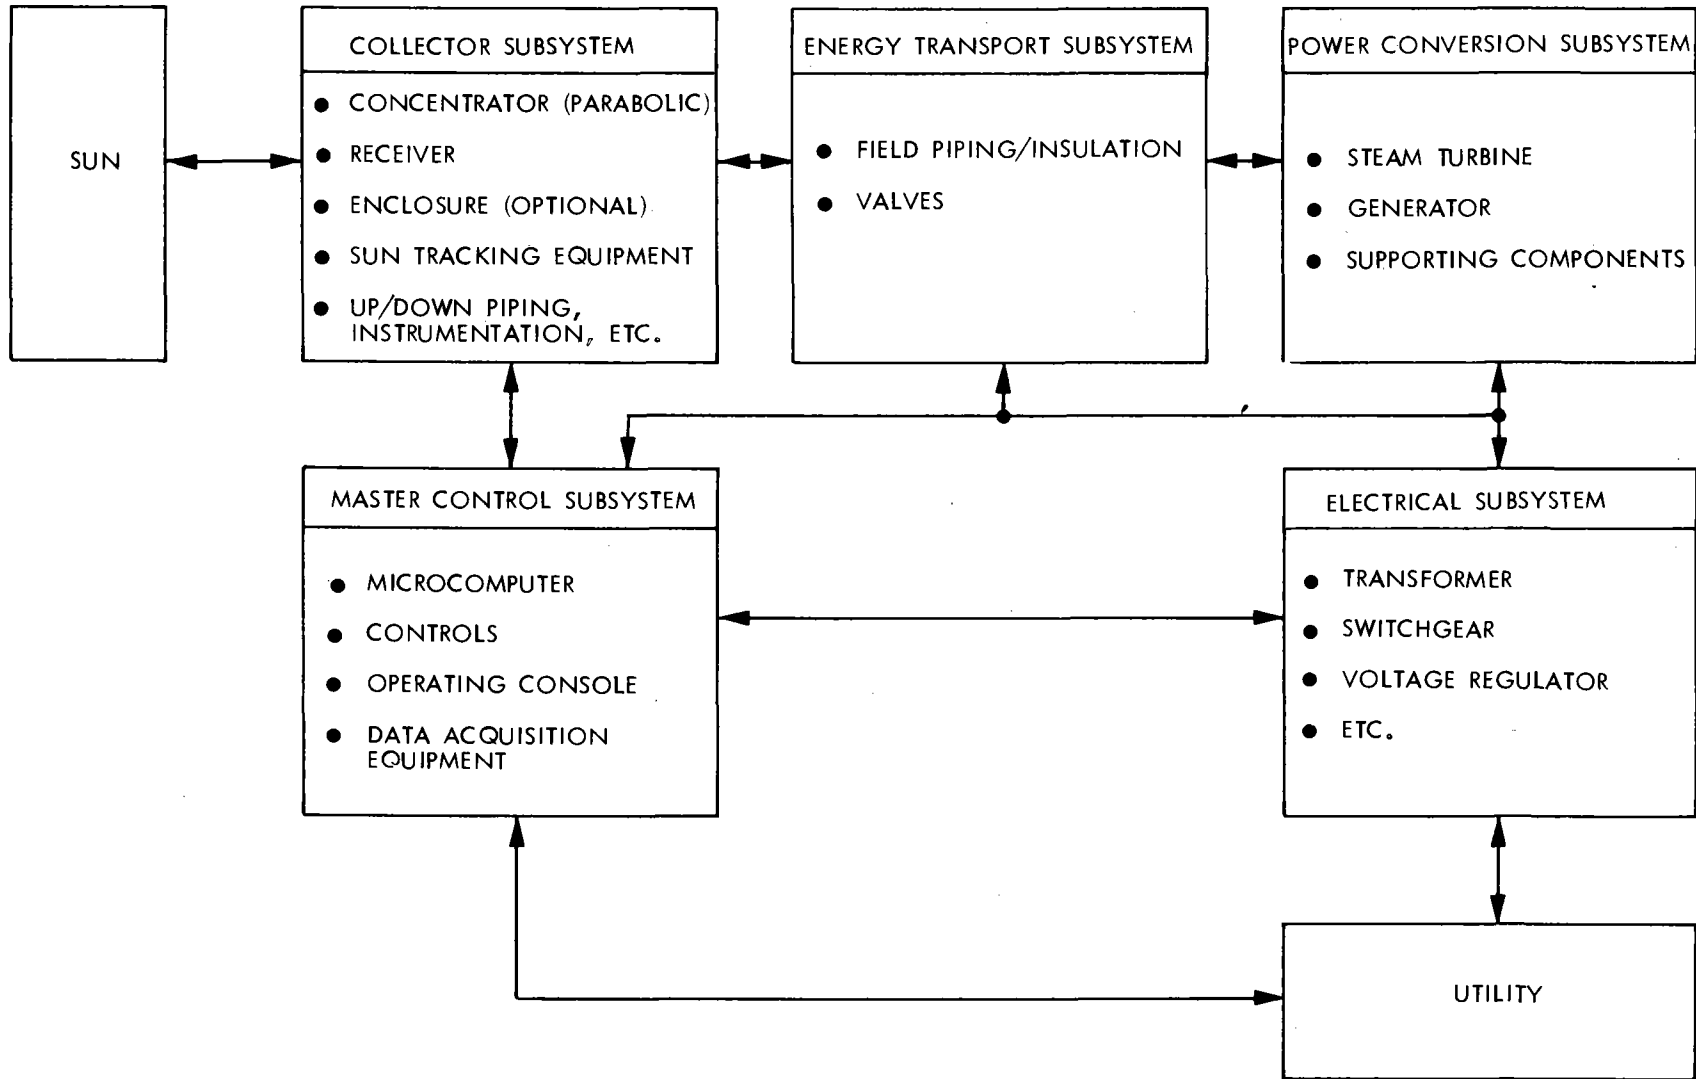 SUN
COLLECTOR SUBSYSTEM
● CONCENTRATOR (PARABOLIC)
● RECEIVER
● ENCLOSURE (OPTIONAL)
● SUN TRACKING EQUIPMENT
● UP/DOWN PIPING,
INSTRUMENTATION, ETC.
ENERGY TRANSPORT SUBSYSTEM
● FIELD PIPING/INSULATION
● VALVES
POWER CONVERSION SUBSYSTEM
● STEAM TURBINE
● GENERATOR
● SUPPORTING COMPONENTS
MASTER CONTROL SUBSYSTEM
● MICROCOMPUTER
● CONTROLS
● OPERATING CONSOLE
● DATA ACQUISITION
EQUIPMENT
ELECTRICAL SUBSYSTEM
● TRANSFORMER
● SWITCHGEAR
● VOLTAGE REGULATOR
● ETC.
UTILITY